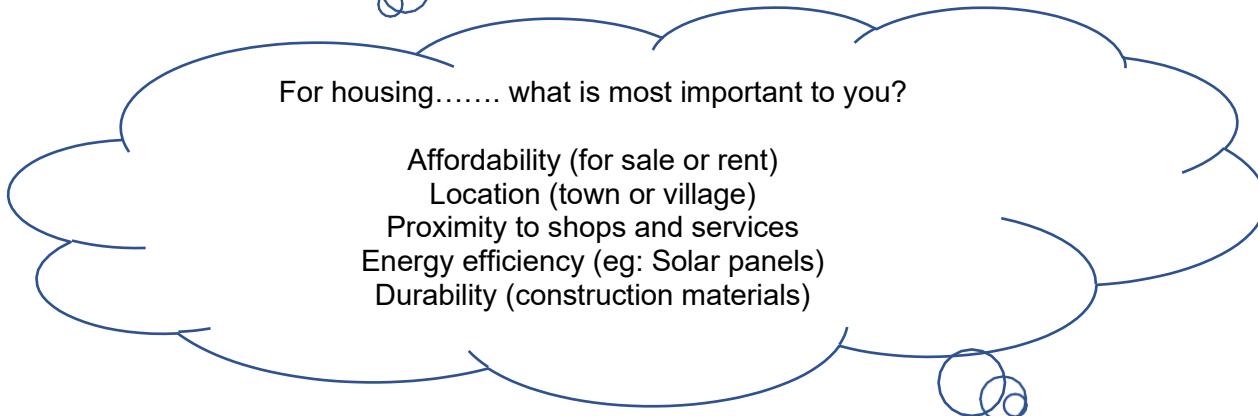 For housing……. what is most important to you?
Affordability (for sale or rent)
Location (town or village)
Proximity to shops and services
Energy efficiency (eg: Solar panels)
Durability (construction materials)